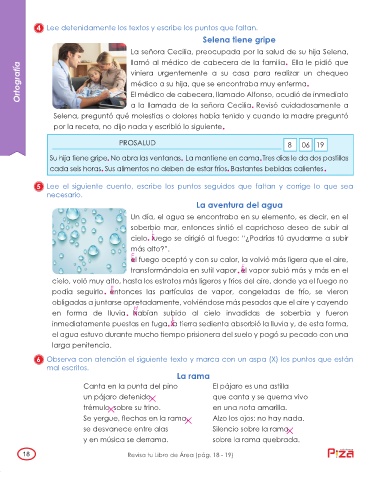 4 Lee detenidamente los textos y escribe los puntos que faltan.
Selena tiene gripe
La señora Cecilia, preocupada por la salud de su hija Selena,
llamó al médico de cabecera de la familia. Ella le pidió que
viniera urgentemente a su casa para realizar un chequeo
médico a su hija, que se encontraba muy enferma.
El médico de cabecera, llamado Alfonso, acudió de inmediato
a la llamada de la señora Cecilia. Revisó cuidadosamente a
Selena, preguntó qué molestias o dolores había tenido y cuando la madre preguntó
por la receta, no dijo nada y escribió lo siguiente.
PROSALUD
8 06 19
Su hija tiene gripe. No abra las ventanas. La mantiene en cama. Tres días le da dos pastillas
cada seis horas. Sus alimentos no deben de estar fríos. Bastantes bebidas calientes.
5 Lee el siguiente cuento, escribe los puntos seguidos que faltan y corrige lo que sea
necesario.
La aventura del agua
Un día, el agua se encontraba en su elemento, es decir, en el
soberbio mar, entonces sintió el caprichoso deseo de subir al
cielo. luego se dirigió al fuego: "¿Podrías tú ayudarme a subir
más alto?".
el fuego aceptó y con su calor, la volvió más ligera que el aire,
transformándola en sutil vapor. el vapor subió más y más en el
cielo, voló muy alto, hasta los estratos más ligeros y fríos del aire, donde ya el fuego no
podía seguirlo. entonces las partículas de vapor, congeladas de frío, se vieron
obligadas a juntarse apretadamente, volviéndose más pesados que el aire y cayendo
en forma de lluvia. habían subido al cielo invadidas de soberbia y fueron
inmediatamente puestas en fuga. la tierra sedienta absorbió la lluvia y, de esta forma,
el agua estuvo durante mucho tiempo prisionera del suelo y pagó su pecado con una
larga penitencia.
6 Observa con atención el siguiente texto y marca con un aspa (X) los puntos que están
mal escritos.
La rama
Canta en la punta del pino
un pájaro detenido
trémulo sobre su trino.
Se yergue, flechas en la rama
se desvanece entre alas
y en música se derrama.
El pájaro es una astilla
que canta y se quema vivo
en una nota amarilla.
Alzo los ojos: no hay nada.
Silencio sobre la rama
sobre la rama quebrada.
Ortografía
18
Revisa tu Libro de Área (pág. 18 - 19)